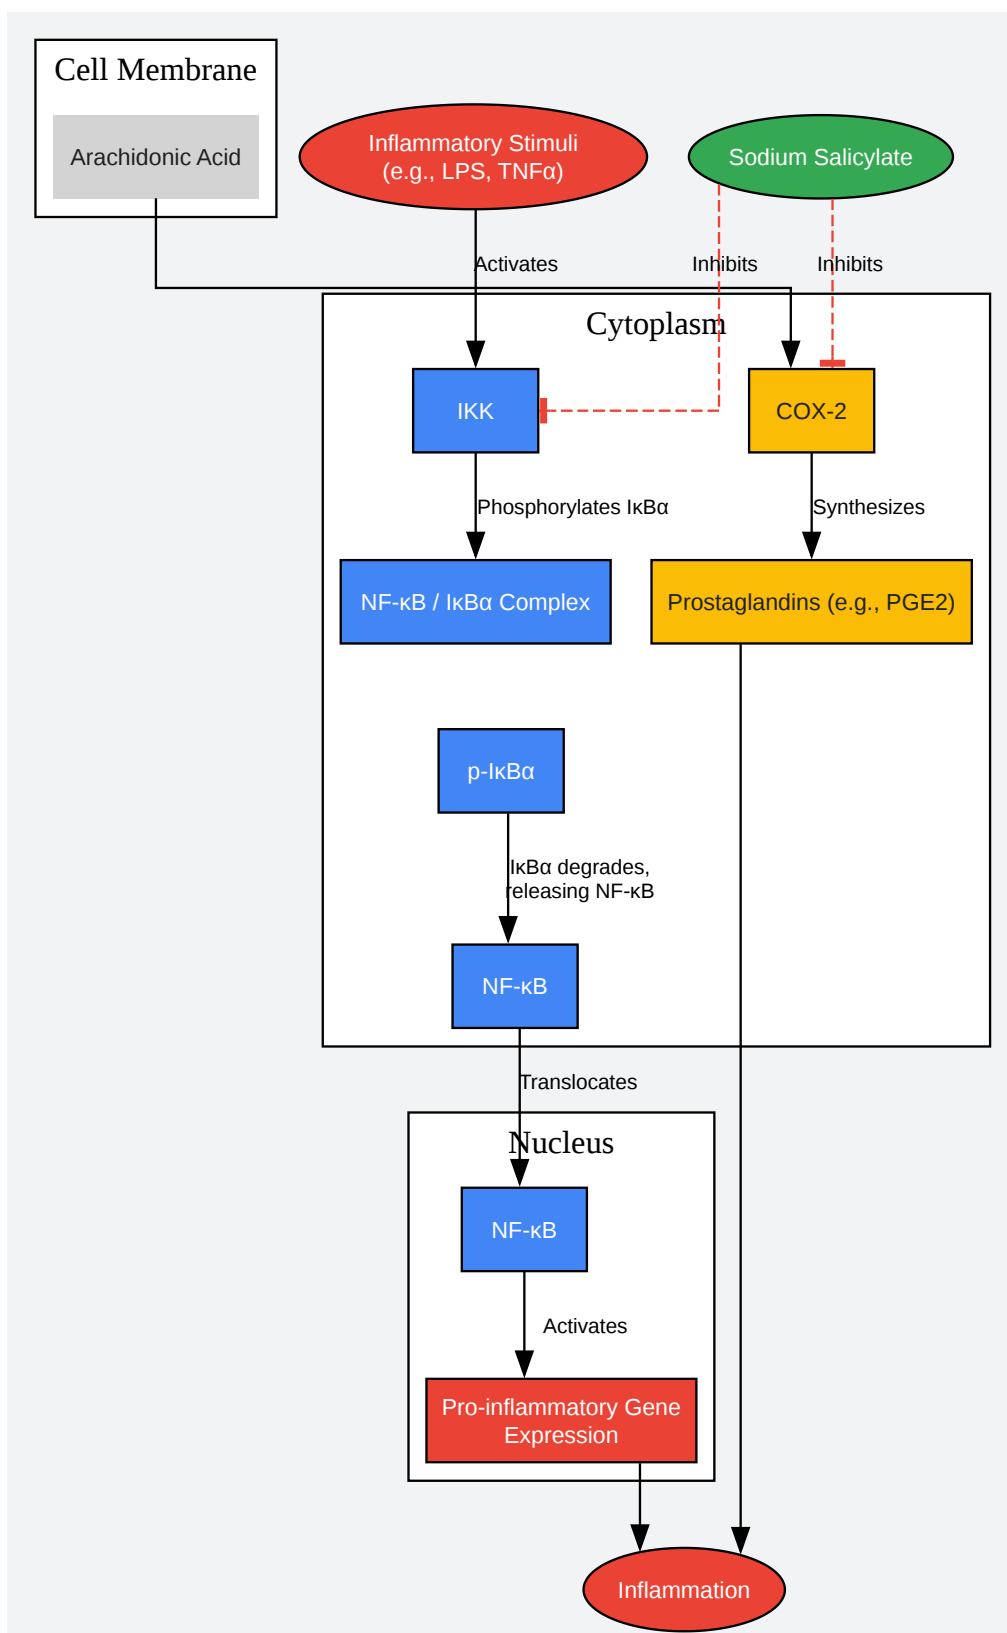 Cell Membrane
Arachidonic Acid
Inflammatory Stimuli
(e.g., LPS, TNFα)
Sodium Salicylate
Activates
Inhibits
Inhibits
Cytoplasm
IKK
COX-2
Phosphorylates IκBα
Synthesizes
NF-κB / IκBα Complex
Prostaglandins (e.g., PGE2)
p-IκBα
IκBα degrades,
releasing NF-κB
NF-κB
Translocates
Nucleus
NF-κB
Activates
Pro-inflammatory Gene
Expression
Inflammation